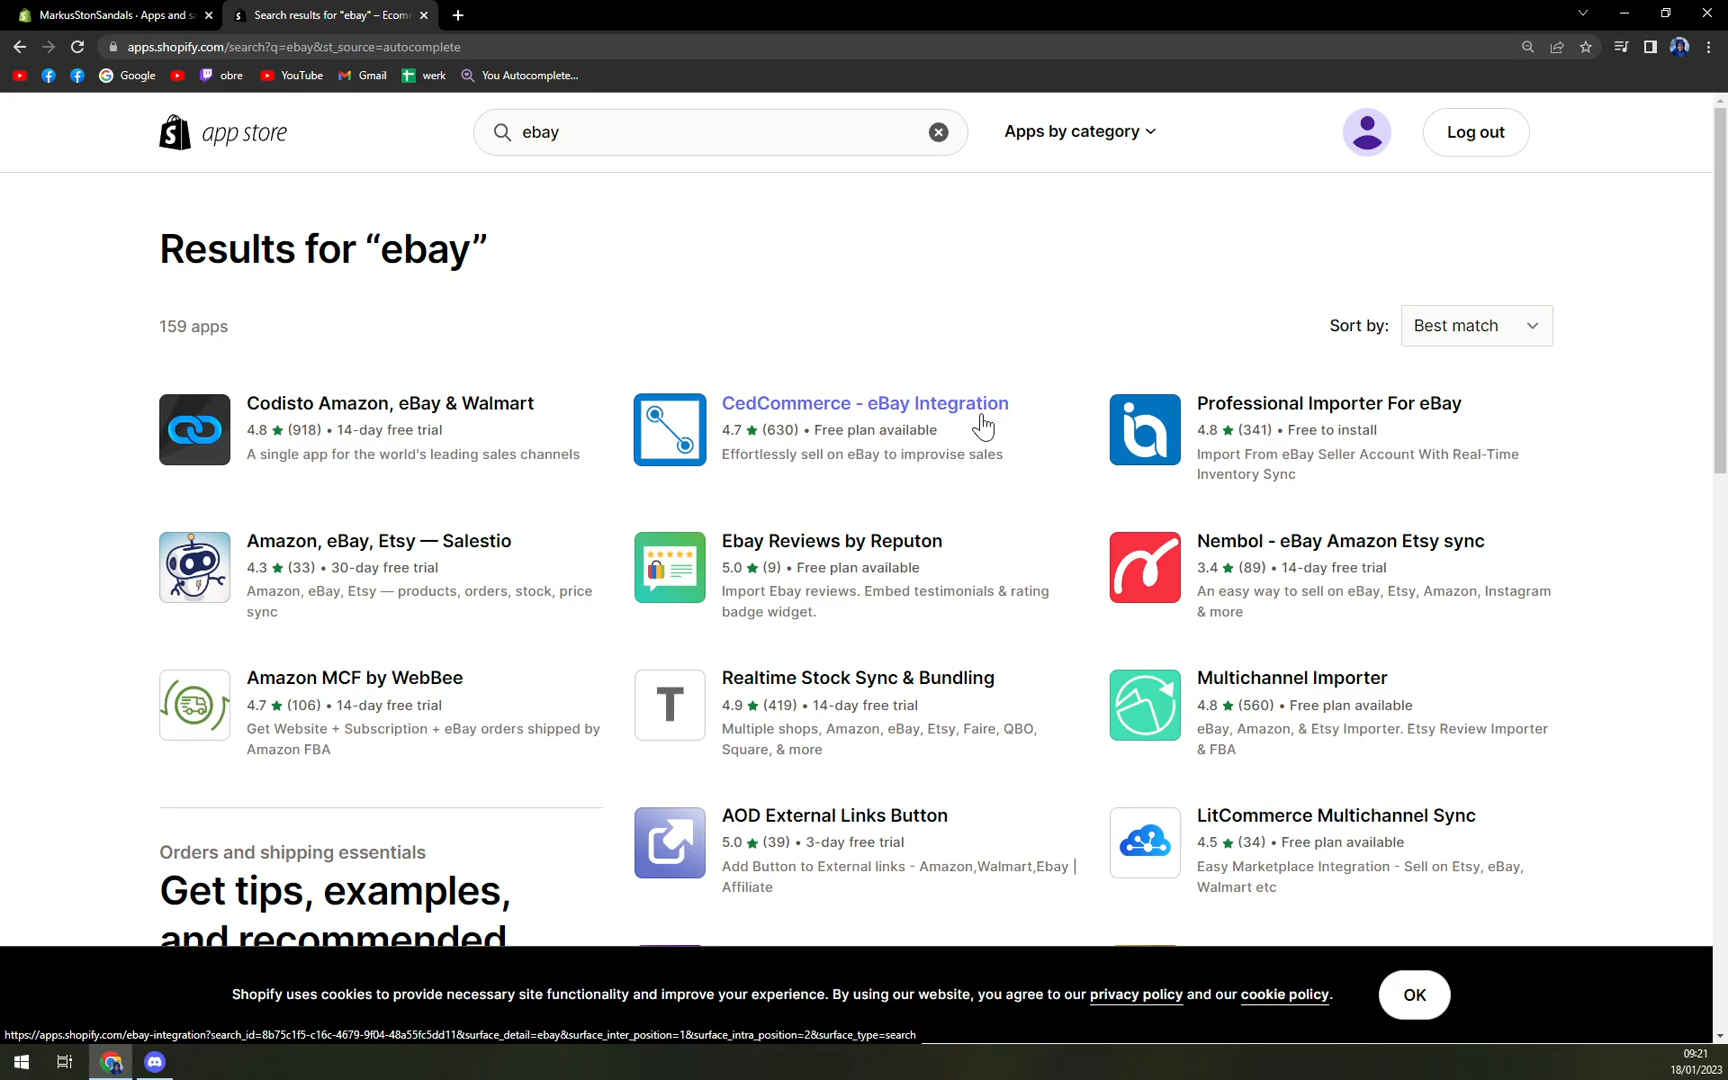 MarkusStonSandals · Apps and s
Search results for "ebay" – Ecom
apps.shopify.com/search?q=ebay&st_source=autocomplete
Google
obre
YouTube
Gmail
werk
You Autocomplete...
app store
ebay
Apps by category
Log out
Results for “ebay”
159 apps
Sort by:
Best match
Codisto Amazon, eBay & Walmart
4.8 ★ (918) • 14-day free trial
A single app for the world's leading sales channels
CedCommerce - eBay Integration
4.7 ★ (630) • Free plan available
Effortlessly sell on eBay to improvise sales
Professional Importer For eBay
4.8 ★ (341) • Free to install
Import From eBay Seller Account With Real-Time
Inventory Sync
Amazon, eBay, Etsy — Salestio
4.3 ★ (33) • 30-day free trial
Amazon, eBay, Etsy — products, orders, stock, price
sync
Ebay Reviews by Reputon
5.0 ★ (9) • Free plan available
Import Ebay reviews. Embed testimonials & rating
badge widget.
Nembol - eBay Amazon Etsy sync
3.4 ★ (89) • 14-day free trial
An easy way to sell on eBay, Etsy, Amazon, Instagram
& more
Amazon MCF by WebBee
4.7 ★ (106) • 14-day free trial
Get Website + Subscription + eBay orders shipped by
Amazon FBA
T
Realtime Stock Sync & Bundling
4.9 ★ (419) • 14-day free trial
Multiple shops, Amazon, eBay, Etsy, Faire, QBO,
Square, & more
Multichannel Importer
4.8 ★ (560) • Free plan available
eBay, Amazon, & Etsy Importer. Etsy Review Importer
& FBA
AOD External Links Button
5.0 ★ (39) • 3-day free trial
Add Button to External links - Amazon,Walmart,Ebay |
Affiliate
LitCommerce Multichannel Sync
4.5 ★ (34) • Free plan available
Easy Marketplace Integration - Sell on Etsy, eBay,
Walmart etc
Orders and shipping essentials
Get tips, examples,
and recommended
Shopify uses cookies to provide necessary site functionality and improve your experience. By using our website, you agree to our privacy policy and our cookie policy.
OK
https://apps.shopify.com/ebay-integration?search_id=8b75c1f5-c16c-4679-9f04-48a55fc5dd11&surface_detail=ebay&surface_inter_position=1&surface_intra_position=2&surface_type=search
09:21
18/01/2023